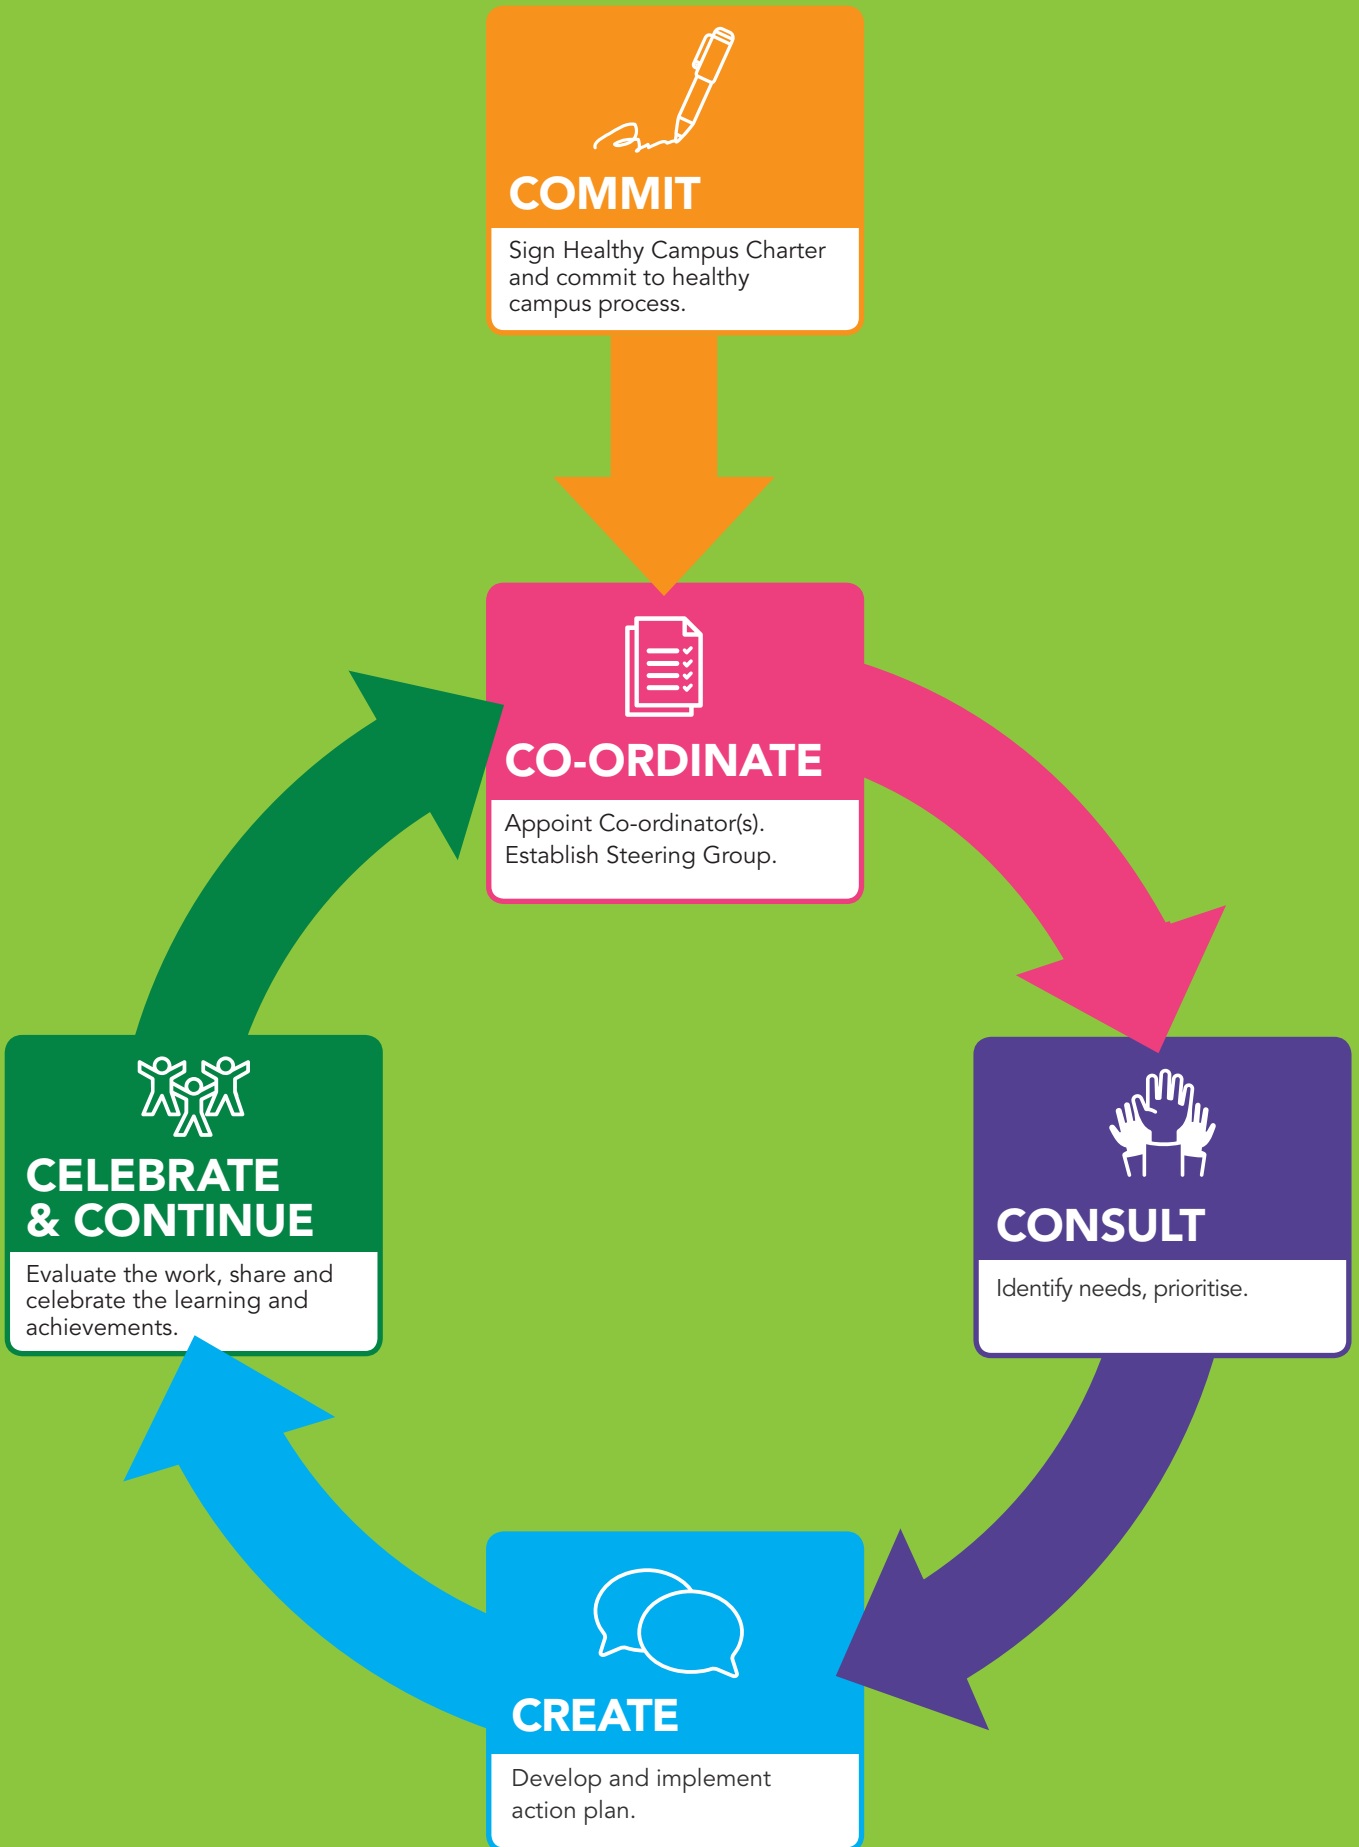 COMMIT
Sign Healthy Campus Charter
and commit to healthy
campus process.
CO-ORDINATE
Appoint Co-ordinator(s).
Establish Steering Group.
CONSULT
Identify needs, prioritise.
CREATE
Develop and implement
action plan.
CELEBRATE
& CONTINUE
Evaluate the work, share and
celebrate the learning and
achievements.